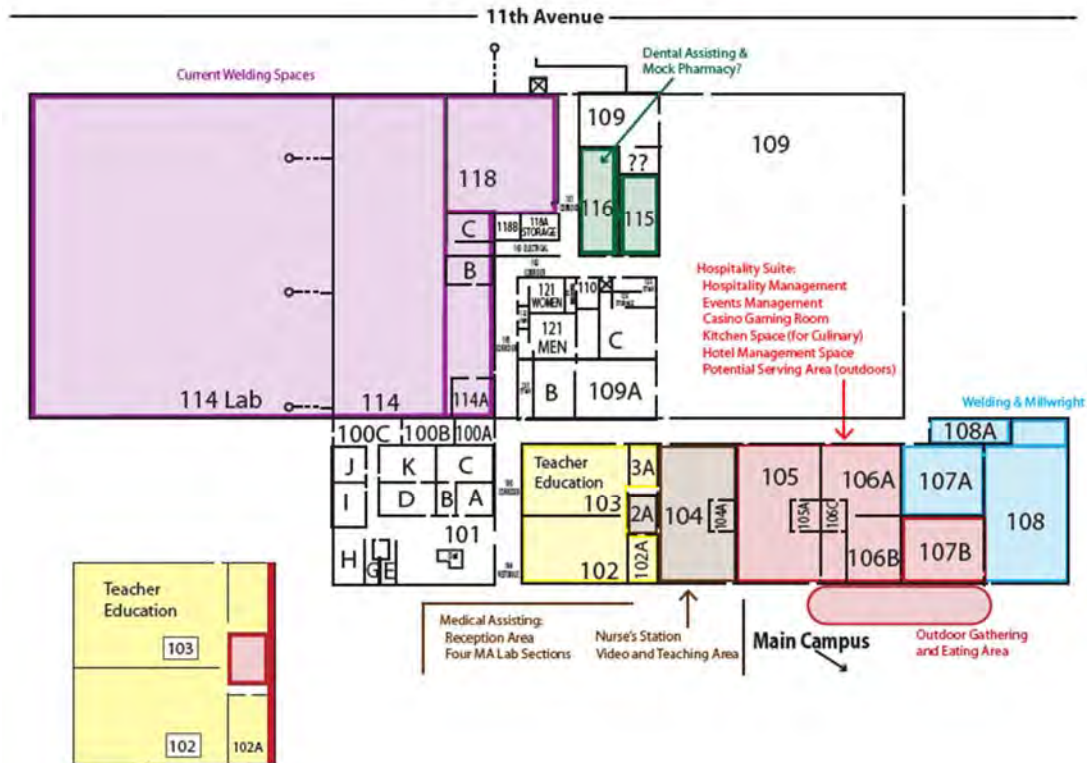 11th Avenue
Dental Assisting &
Mock Pharmacy?
Current Welding Spaces
109
109
??
118
116
115
C
118B
118A
STORAGE
B
Hospitality Suite:
Hospitality Management
Events Management
Casino Gaming Room
Kitchen Space (for Culinary)
Hotel Management Space
Potential Serving Area (outdoors)
121
WOMEN
110
121
MEN
C
114 Lab
114
114A
B
109A
Welding & Millwright
100C
100B
100A
108A
J
K
C
Teacher
Education
3A
105
106A
107A
I
D
B
A
103
2A
104
104A
105A
106C
108
101
H
G
E
102
102A
106B
107B
Teacher
Education
Medical Assisting:
Reception Area
Four MA Lab Sections
Nurse's Station
Video and Teaching Area
Main Campus
Outdoor Gathering
and Eating Area
103
102
102A